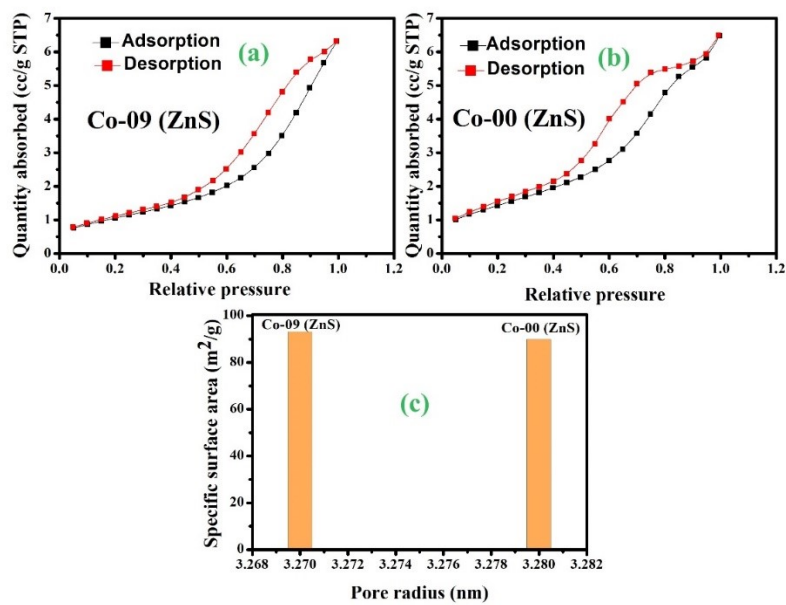 Quantity absorbed (cc/g STP)
7
6
5
4
3
2
1
0
Adsorption
Desorption
(a)
Co-09 (ZnS)
0.0 0.2 0.4 0.6 0.8 1.0 1.2
Relative pressure
Quantity absorbed (cc/g STP)
7
6
5
4
3
2
1
0
Adsorption
Desorption
(b)
Co-00 (ZnS)
0.0 0.2 0.4 0.6 0.8 1.0 1.2
Relative pressure
Specific surface area (m²/g)
100
80
60
40
20
0
Co-09 (ZnS)
Co-00 (ZnS)
(c)
3.268 3.270 3.272 3.274 3.276 3.278 3.280 3.282
Pore radius (nm)